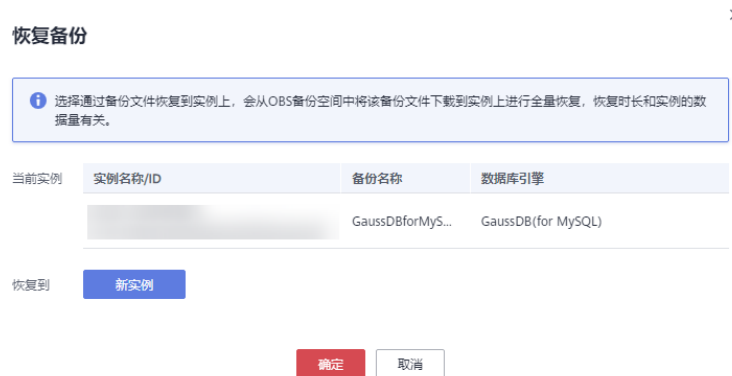 恢复备份
选择通过备份文件恢复到实例上，会从OBS备份空间中将该备份文件下载到实例上进行全量恢复，恢复时长和实例的数
据量有关。
当前实例 实例名称/ID 备份名称 数据库引擎
GaussDBforMyS... GaussDB(for MySQL)
恢复到 新实例
确定 取消